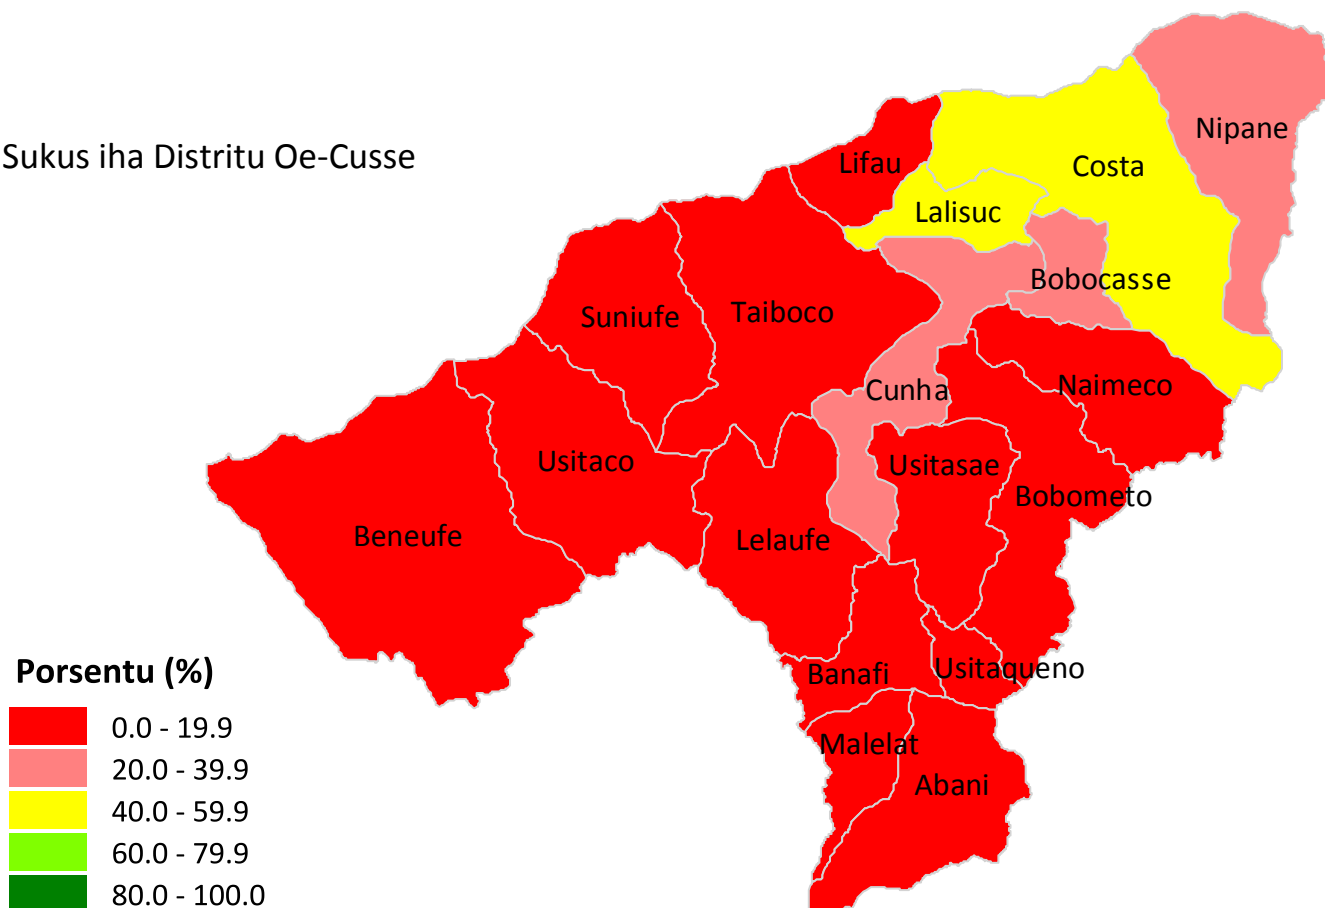 Sukus iha Distritu Oe-Cusse
Nipane
Lifau
Costa
Lalisuc
Bobocasse
Suniufe
Taiboco
Cunha
Naimeco
Usitaco
Usitasae
Bobometo
Beneufe
Lelaufe
Banafi
Usitaqueno
Malelat
Abani
Porsentu (%)
0.0 - 19.9
20.0 - 39.9
40.0 - 59.9
60.0 - 79.9
80.0 - 100.0